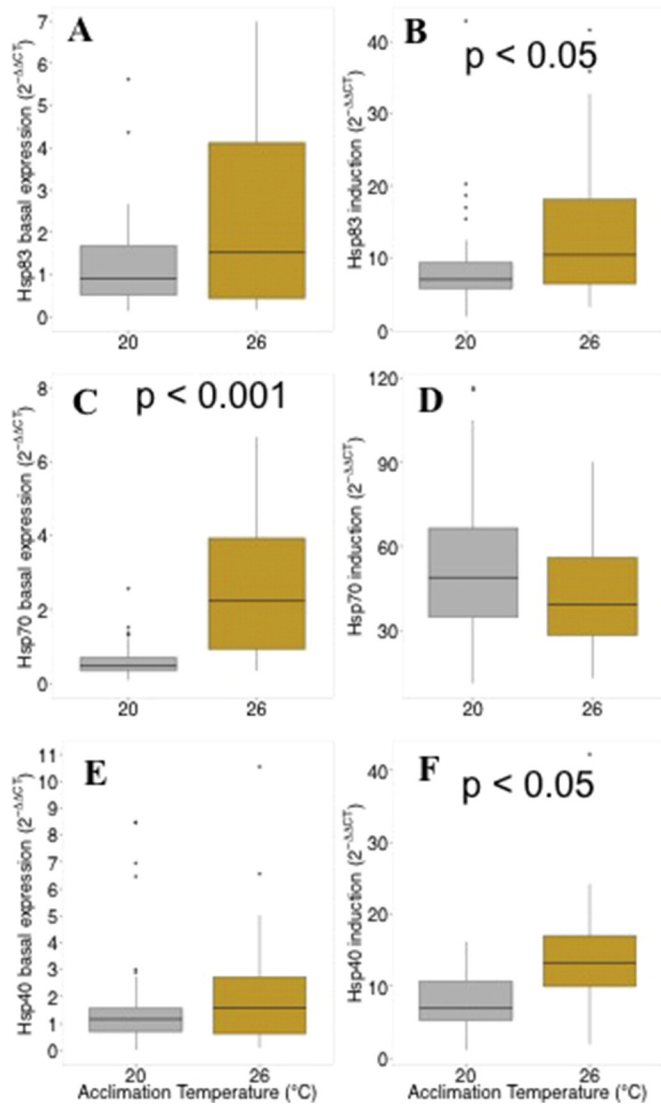 A
Hsp83 basal expression (2^−ΔΔCT)
7
6
5
4
3
2
1
0
20 26
B
p < 0.05
Hsp83 induction (2^−ΔΔCT)
40
30
20
10
0
20 26
C
p < 0.001
Hsp70 basal expression (2^−ΔΔCT)
8
6
4
2
0
20 26
D
Hsp70 induction (2^−ΔΔCT)
120
90
60
30
20 26
E
Hsp40 basal expression (2^−ΔΔCT)
11
10
9
8
7
6
5
4
3
2
1
0
20 26
Acclimation Temperature (°C)
F
p < 0.05
Hsp40 induction (2^−ΔΔCT)
40
30
20
10
0
20 26
Acclimation Temperature (°C)